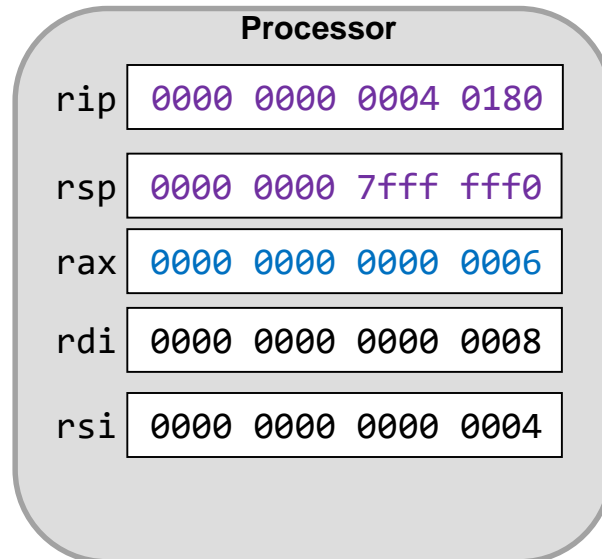 Processor
rip 0000 0000 0004 0180
rsp 0000 0000 7fff fff0
rax 0000 0000 0000 0006
rdi 0000 0000 0000 0008
rsi 0000 0000 0000 0004